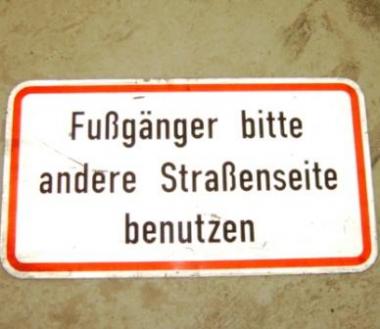 Fußgänger bitte
andere Straßenseite
benutzen